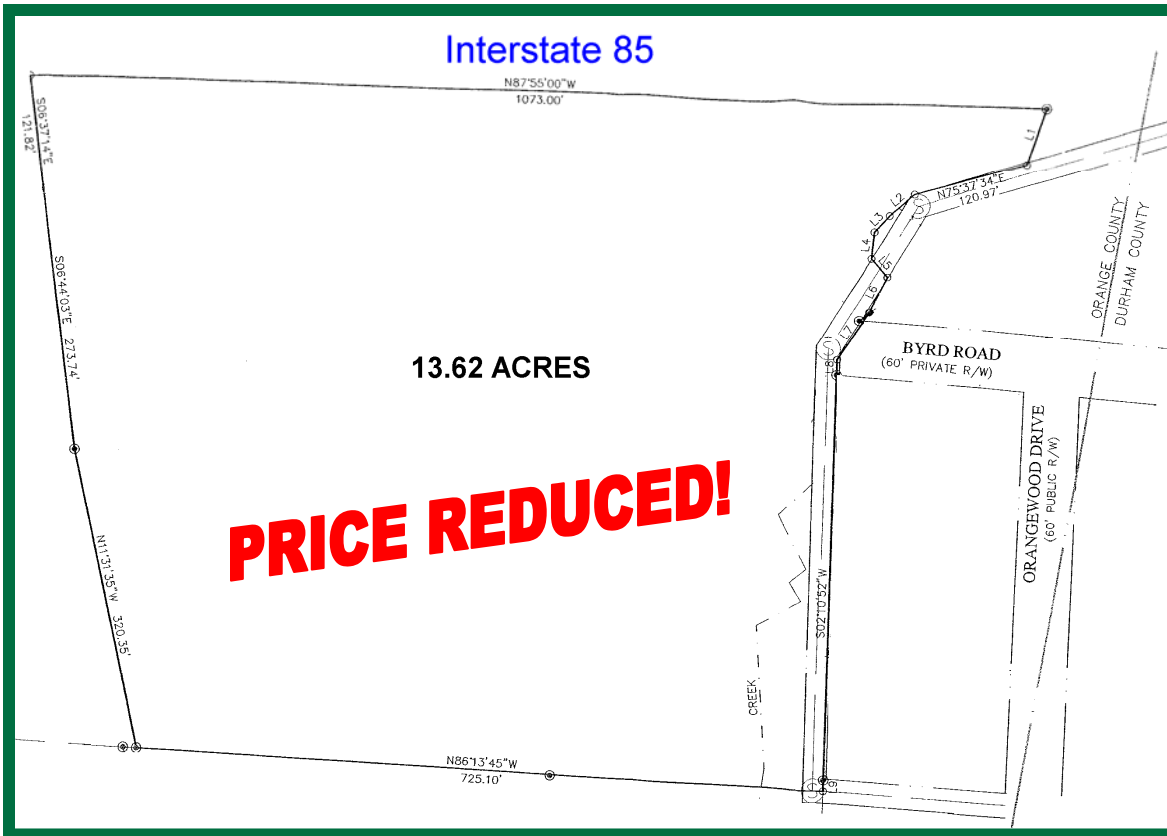 Interstate 85
N87°55'00"W
1073.00'
S06°37'14"E
121.82'
L1
N75°37'34"E
120.97'
L2
L3
L4
L5
L6
L7
L8
S
S
S06°44'03"E 273.74'
ORANGE COUNTY
DURHAM COUNTY
BYRD ROAD
(60' PRIVATE R/W)
13.62 ACRES
ORANGEWOOD DRIVE
(60' PUBLIC R/W)
PRICE REDUCED!
N11°31'35"W 320.35'
S02°10'52"W
CREEK
N86°13'45"W
725.10'
S
L9